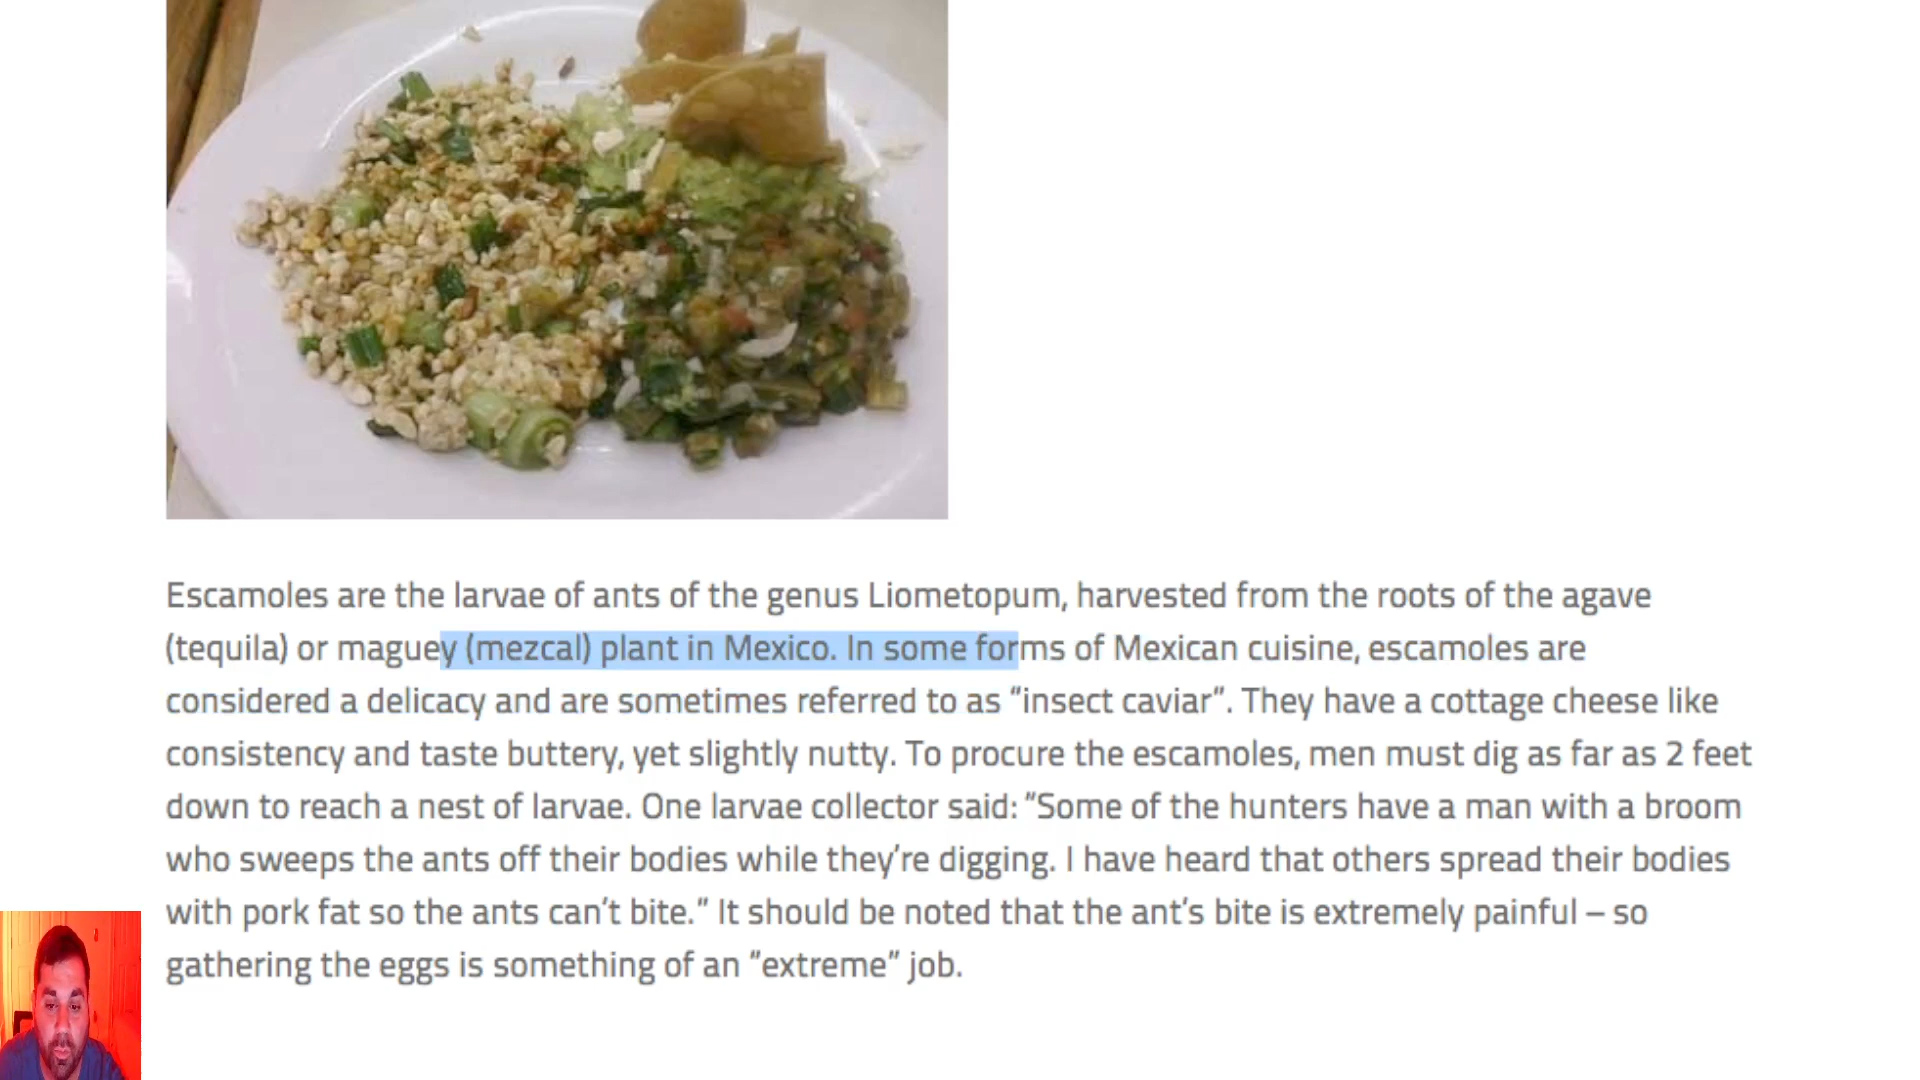 Escamoles are the larvae of ants of the genus Liometopum, harvested from the roots of the agave
(tequila) or maguey (mezcal) plant in Mexico. In some forms of Mexican cuisine, escamoles are
considered a delicacy and are sometimes referred to as “insect caviar”. They have a cottage cheese like
consistency and taste buttery, yet slightly nutty. To procure the escamoles, men must dig as far as 2 feet
down to reach a nest of larvae. One larvae collector said: “Some of the hunters have a man with a broom
who sweeps the ants off their bodies while they’re digging. I have heard that others spread their bodies
with pork fat so the ants can’t bite.” It should be noted that the ant’s bite is extremely painful – so
gathering the eggs is something of an “extreme” job.